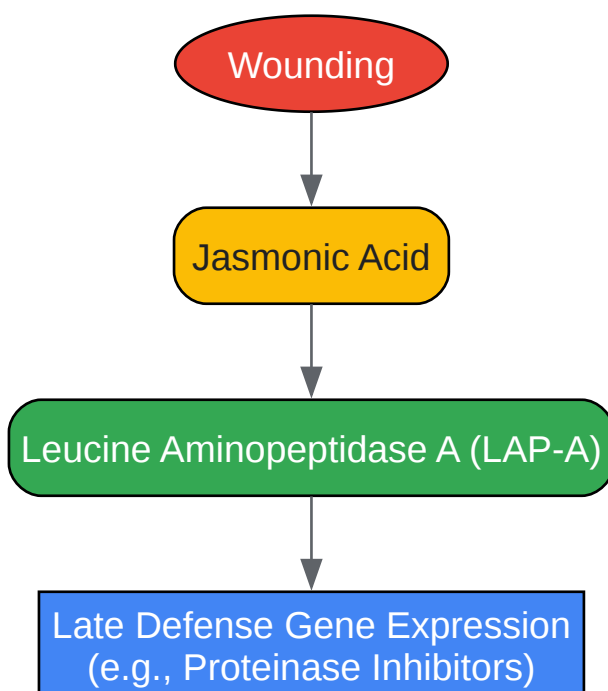 Wounding
Jasmonic Acid
Leucine Aminopeptidase A (LAP-A)
Late Defense Gene Expression
(e.g., Proteinase Inhibitors)